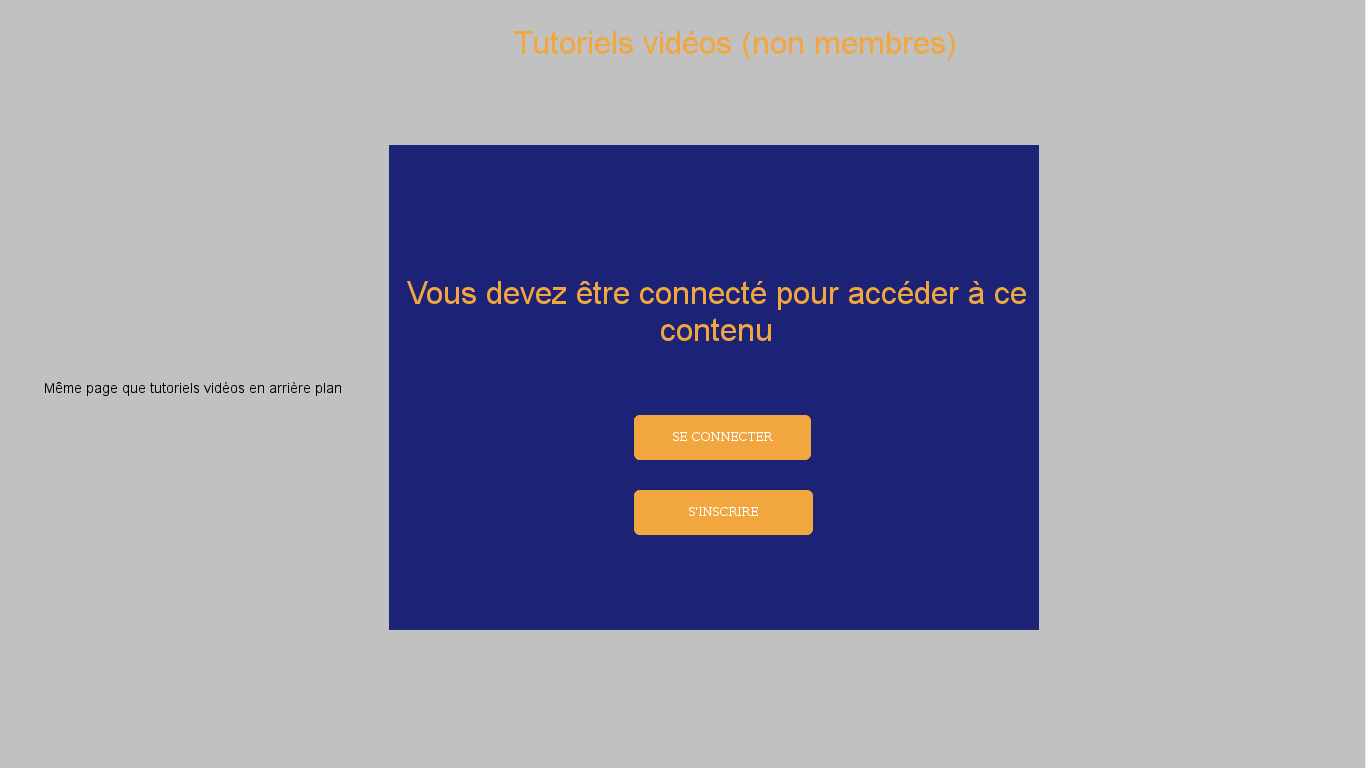 Tutoriels vidéos (non membres)
Vous devez être connecté pour accéder à ce
contenu
Même page que tutoriels vidéos en arrière plan
SE CONNECTER
S'INSCRIRE